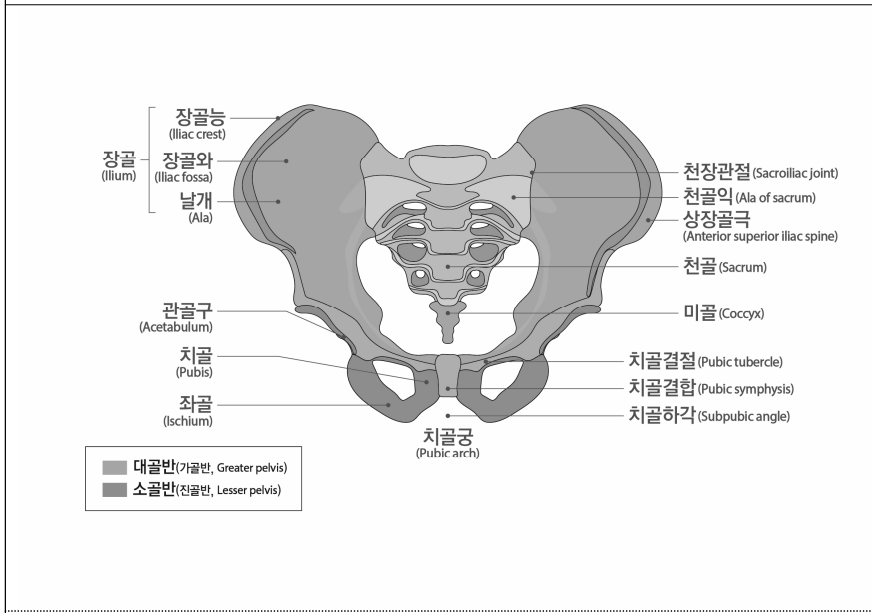 장골능
(Iliac crest)
장골
(Ilium)
장골와
(Iliac fossa)
날개
(Ala)
관골구
(Acetabulum)
치골
(Pubis)
좌골
(Ischium)
천장관절(Sacroiliac joint)
천골익(Ala of sacrum)
상장골극
(Anterior superior iliac spine)
천골(Sacrum)
미골(Coccyx)
치골결절(Pubic tubercle)
치골결합(Pubic symphysis)
치골하각(Subpubic angle)
치골궁
(Pubic arch)
대골반(가골반, Greater pelvis)
소골반(진골반, Lesser pelvis)